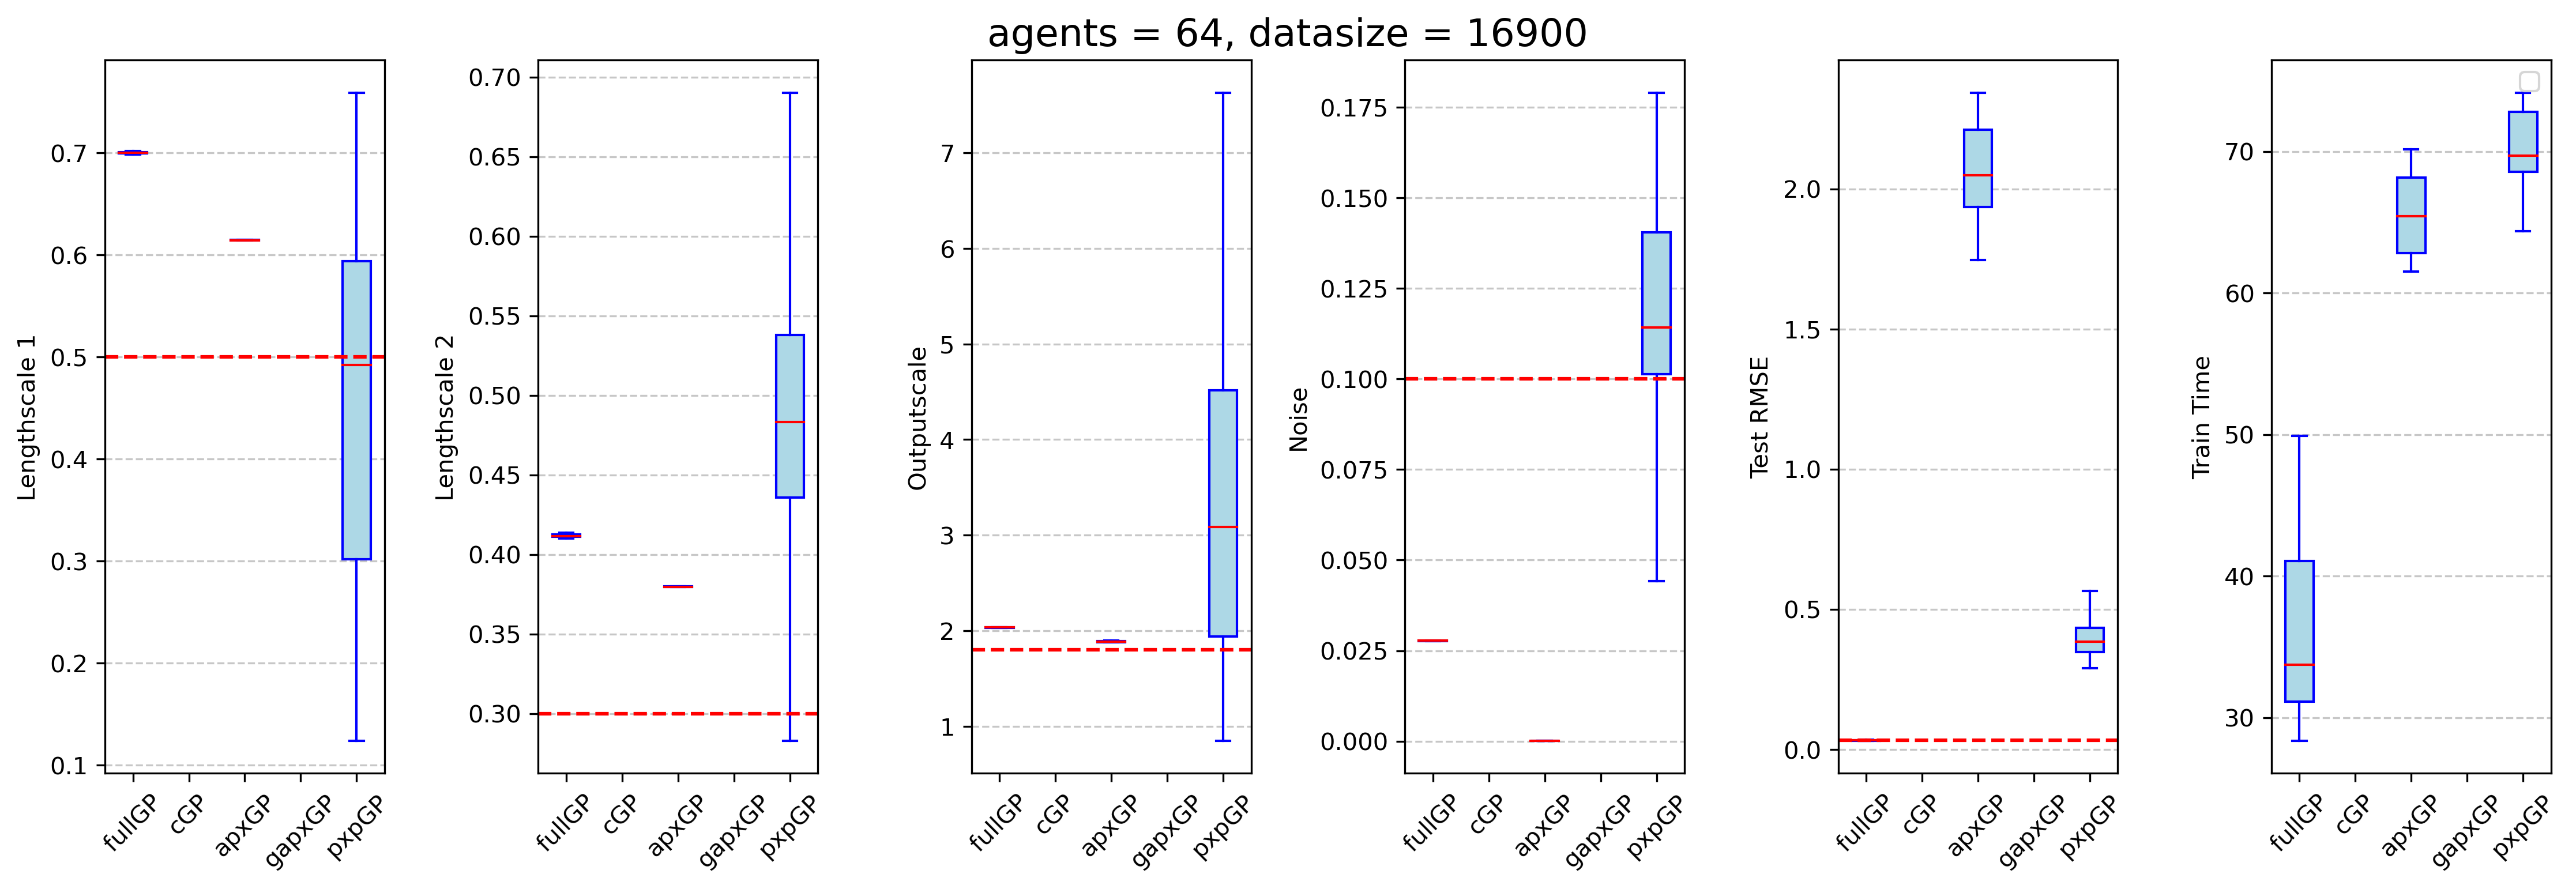 agents = 64, datasize = 16900
Lengthscale 1
0.7
0.6
0.5
0.4
0.3
0.2
0.1
fullGP
cGP
apxGP
gapxGP
pxpGP
Lengthscale 2
0.70
0.65
0.60
0.55
0.50
0.45
0.40
0.35
0.30
fullGP
cGP
apxGP
gapxGP
pxpGP
Outputscale
7
6
5
4
3
2
1
fullGP
cGP
apxGP
gapxGP
pxpGP
Noise
0.175
0.150
0.125
0.100
0.075
0.050
0.025
0.000
fullGP
cGP
apxGP
gapxGP
pxpGP
Test RMSE
2.0
1.5
1.0
0.5
0.0
fullGP
cGP
apxGP
gapxGP
pxpGP
Train Time
70
60
50
40
30
fullGP
cGP
apxGP
gapxGP
pxpGP